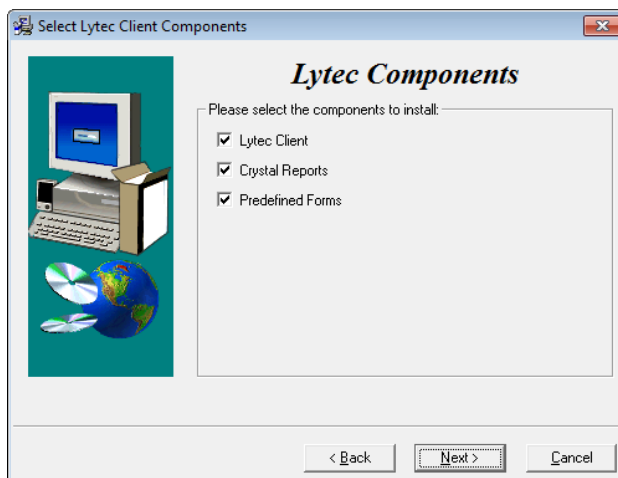 Select Lytec Client Components
Lytec Components
Please select the components to install:
Lytec Client
Crystal Reports
Predefined Forms
< Back
Next >
Cancel